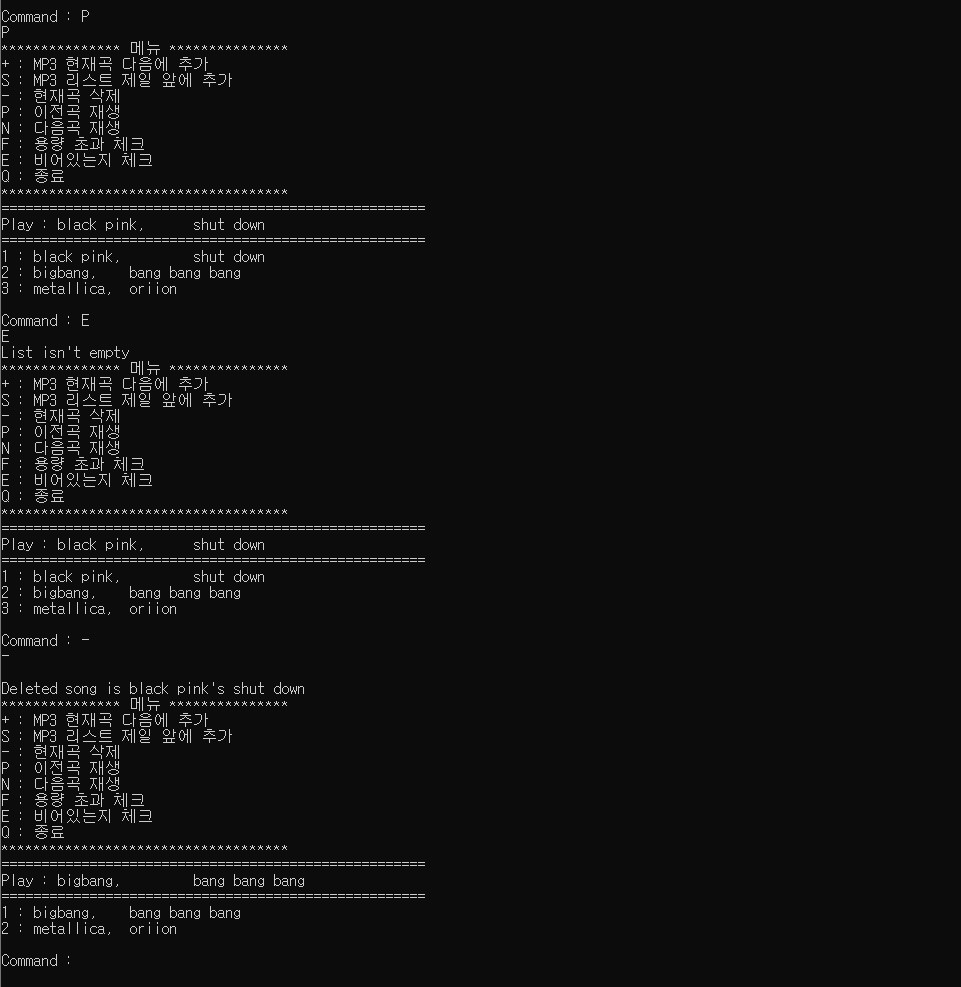 Command : P
P
*************** 메뉴 ***************
+ : MP3 현재곡 다음에 추가
S : MP3 리스트 제일 앞에 추가
- : 현재곡 삭제
P : 이전곡 재생
N : 다음곡 재생
F : 용량 초과 체크
E : 비어있는지 체크
Q : 종료
************************************
=====================================================
Play : black pink,      shut down
=====================================================
1 : black pink,         shut down
2 : bigbang,    bang bang bang
3 : metallica,  oriion

Command : E
E
List isn't empty
*************** 메뉴 ***************
+ : MP3 현재곡 다음에 추가
S : MP3 리스트 제일 앞에 추가
- : 현재곡 삭제
P : 이전곡 재생
N : 다음곡 재생
F : 용량 초과 체크
E : 비어있는지 체크
Q : 종료
************************************
=====================================================
Play : black pink,      shut down
=====================================================
1 : black pink,         shut down
2 : bigbang,    bang bang bang
3 : metallica,  oriion

Command : -
-

Deleted song is black pink's shut down
*************** 메뉴 ***************
+ : MP3 현재곡 다음에 추가
S : MP3 리스트 제일 앞에 추가
- : 현재곡 삭제
P : 이전곡 재생
N : 다음곡 재생
F : 용량 초과 체크
E : 비어있는지 체크
Q : 종료
************************************
=====================================================
Play : bigbang,         bang bang bang
=====================================================
1 : bigbang,    bang bang bang
2 : metallica,  oriion

Command :